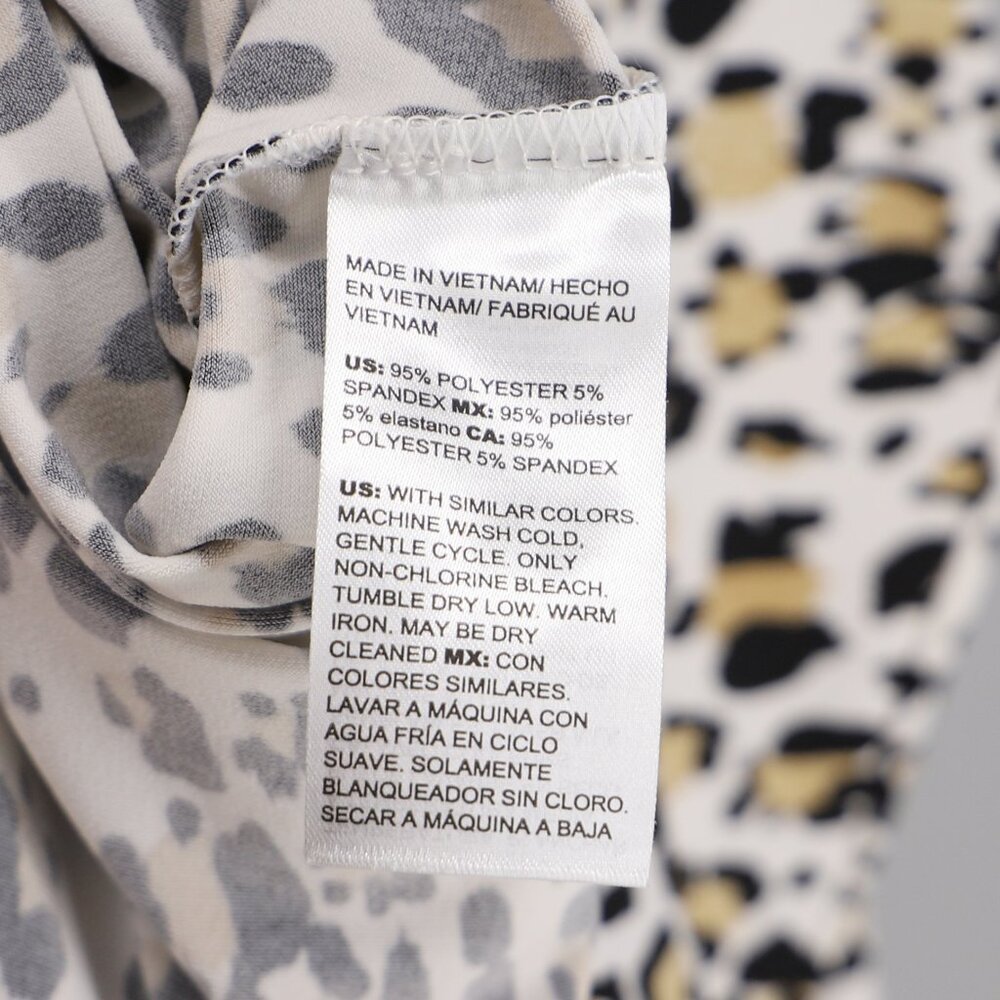 MADE IN VIETNAM/ HECHO
EN VIETNAM/ FABRIQUÉ AU
VIETNAM
US: 95% POLYESTER 5%
SPANDEX MX: 95% poliéster
5% elastano CA: 95%
POLYESTER 5% SPANDEX
US: WITH SIMILAR COLORS.
MACHINE WASH COLD,
GENTLE CYCLE. ONLY
NON-CHLORINE BLEACH.
TUMBLE DRY LOW. WARM
IRON. MAY BE DRY
CLEANED MX: CON
COLORES SIMILARES.
LAVAR A MÁQUINA CON
AGUA FRÍA EN CICLO
SUAVE. SOLAMENTE
BLANQUEADOR SIN CLORO.
SECAR A MÁQUINA A BAJA